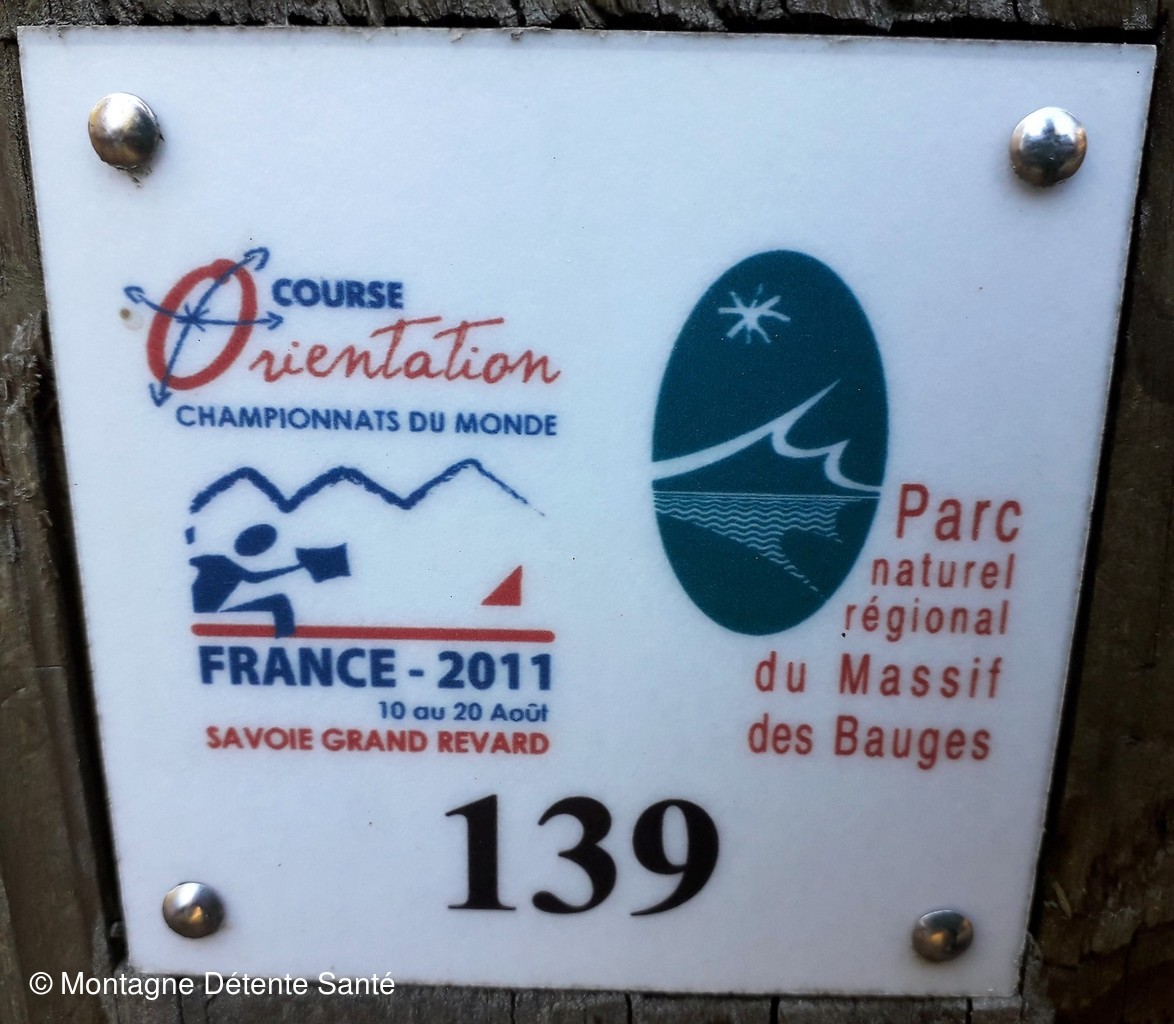 COURSE
Orientation
CHAMPIONNATS DU MONDE
FRANCE - 2011
10 au 20 Août
SAVOIE GRAND REVARD
Parc
naturel
régional
du Massif
des Bauges
139
© Montagne Détente Santé